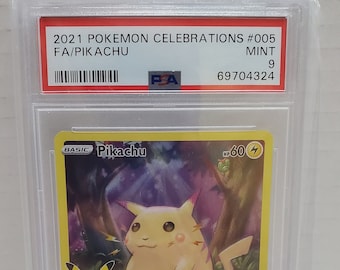 2021 POKEMON CELEBRATIONS #005
FA/PIKACHU MINT
9
PSA 69704324
BASIC Pikachu HP60